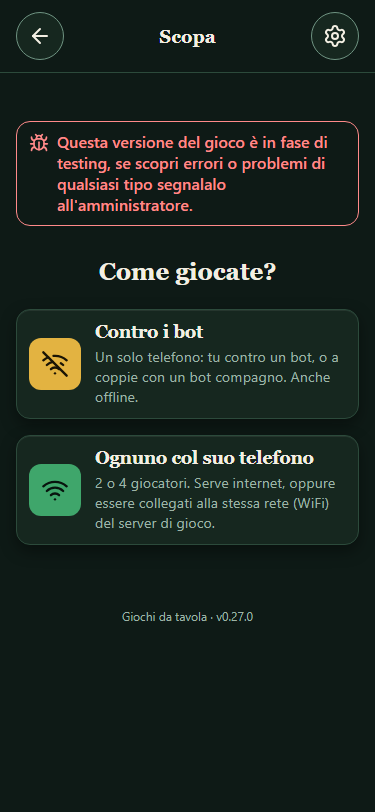 Scopa
Questa versione del gioco è in fase di
testing, se scopri errori o problemi di
qualsiasi tipo segnalalo
all'amministratore.
Come giocate?
Contro i bot
Un solo telefono: tu contro un bot, o a
coppie con un bot compagno. Anche
offline.
Ognuno col suo telefono
2 o 4 giocatori. Serve internet, oppure
essere collegati alla stessa rete (WiFi)
del server di gioco.
Giochi da tavola · v0.27.0